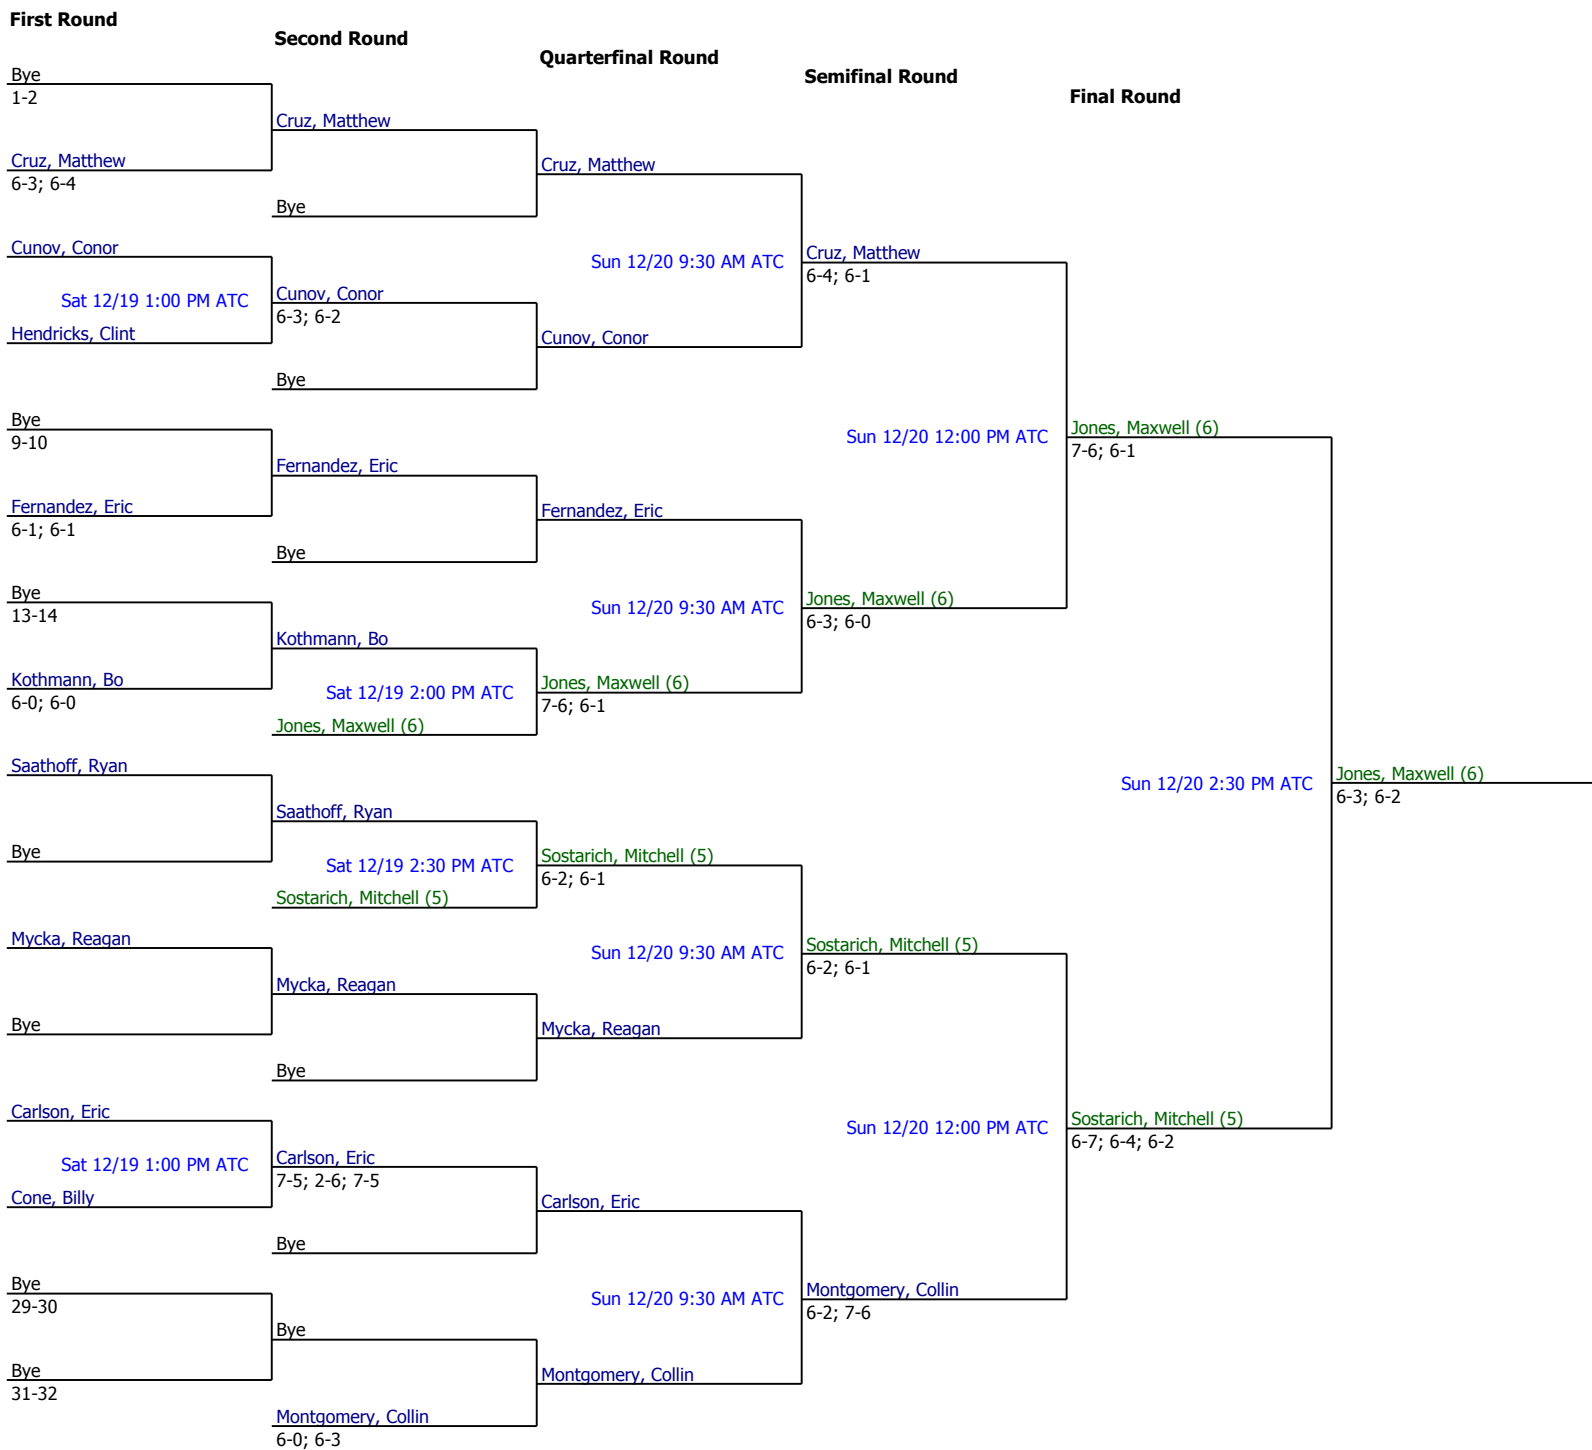 First Round
Second Round
Quarterfinal Round
Semifinal Round
Final Round
Bye
1-2
Cruz, Matthew
Cruz, Matthew
6-3; 6-4
Cruz, Matthew
Bye
Cunov, Conor
Sun 12/20 9:30 AM ATC
Cruz, Matthew
6-4; 6-1
Sat 12/19 1:00 PM ATC
Cunov, Conor
6-3; 6-2
Hendricks, Clint
Cunov, Conor
Bye
Bye
9-10
Sun 12/20 12:00 PM ATC
Jones, Maxwell (6)
7-6; 6-1
Fernandez, Eric
Fernandez, Eric
6-1; 6-1
Fernandez, Eric
Bye
Bye
13-14
Sun 12/20 9:30 AM ATC
Jones, Maxwell (6)
6-3; 6-0
Kothmann, Bo
Kothmann, Bo
6-0; 6-0
Sat 12/19 2:00 PM ATC
Jones, Maxwell (6)
7-6; 6-1
Jones, Maxwell (6)
Saathoff, Ryan
Sun 12/20 2:30 PM ATC
Jones, Maxwell (6)
6-3; 6-2
Saathoff, Ryan
Bye
Sat 12/19 2:30 PM ATC
Sostarich, Mitchell (5)
6-2; 6-1
Sostarich, Mitchell (5)
Mycka, Reagan
Sun 12/20 9:30 AM ATC
Sostarich, Mitchell (5)
6-2; 6-1
Mycka, Reagan
Bye
Mycka, Reagan
Bye
Carlson, Eric
Sun 12/20 12:00 PM ATC
Sostarich, Mitchell (5)
6-7; 6-4; 6-2
Sat 12/19 1:00 PM ATC
Carlson, Eric
7-5; 2-6; 7-5
Cone, Billy
Carlson, Eric
Bye
Bye
29-30
Sun 12/20 9:30 AM ATC
Montgomery, Collin
6-2; 7-6
Bye
Bye
31-32
Montgomery, Collin
Montgomery, Collin
6-0; 6-3